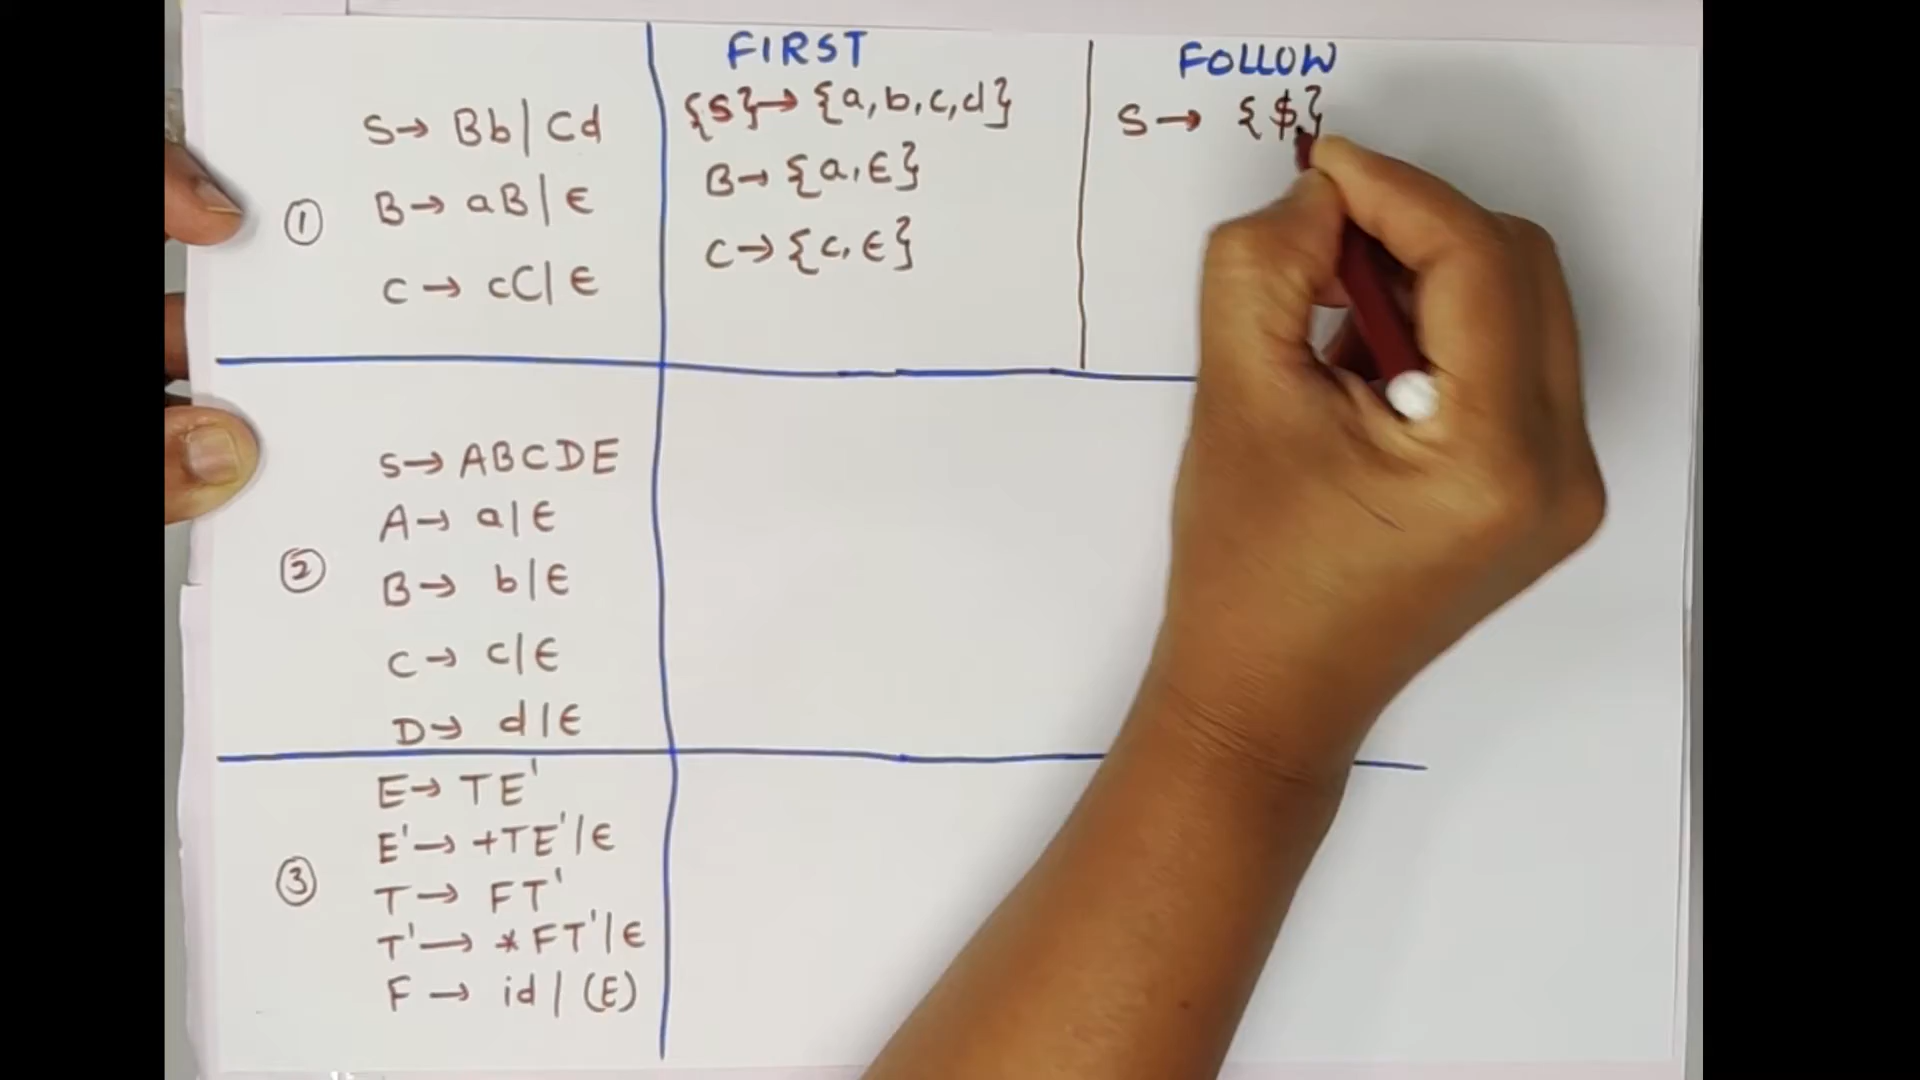 FIRST
FOLLOW
① S→ Bb | Cd
B→ aB | ϵ
C → cC | ϵ
{S}→ {a,b,c,d}
B→ {a,ϵ}
C→ {c,ϵ}
S→ {$}
② S→ ABCDE
A→ a|ϵ
B→ b|ϵ
C→ c|ϵ
D→ d|ϵ
③ E→ TE'
E'→ +TE'|ϵ
T→ FT'
T'→ *FT'|ϵ
F → id | (E)